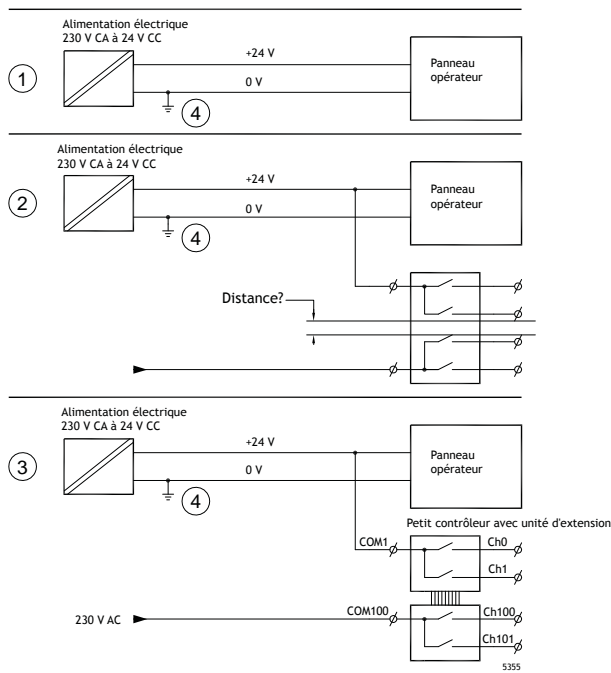 Alimentation électrique
230 V CA à 24 V CC
+24 V
0 V
Panneau
opérateur
1
4
Alimentation électrique
230 V CA à 24 V CC
+24 V
0 V
Panneau
opérateur
2
4
Distance?
Alimentation électrique
230 V CA à 24 V CC
+24 V
0 V
Panneau
opérateur
3
4
Petit contrôleur avec unité d'extension
COM1
Ch0
Ch1
230 V AC
COM100
Ch100
Ch101
5355